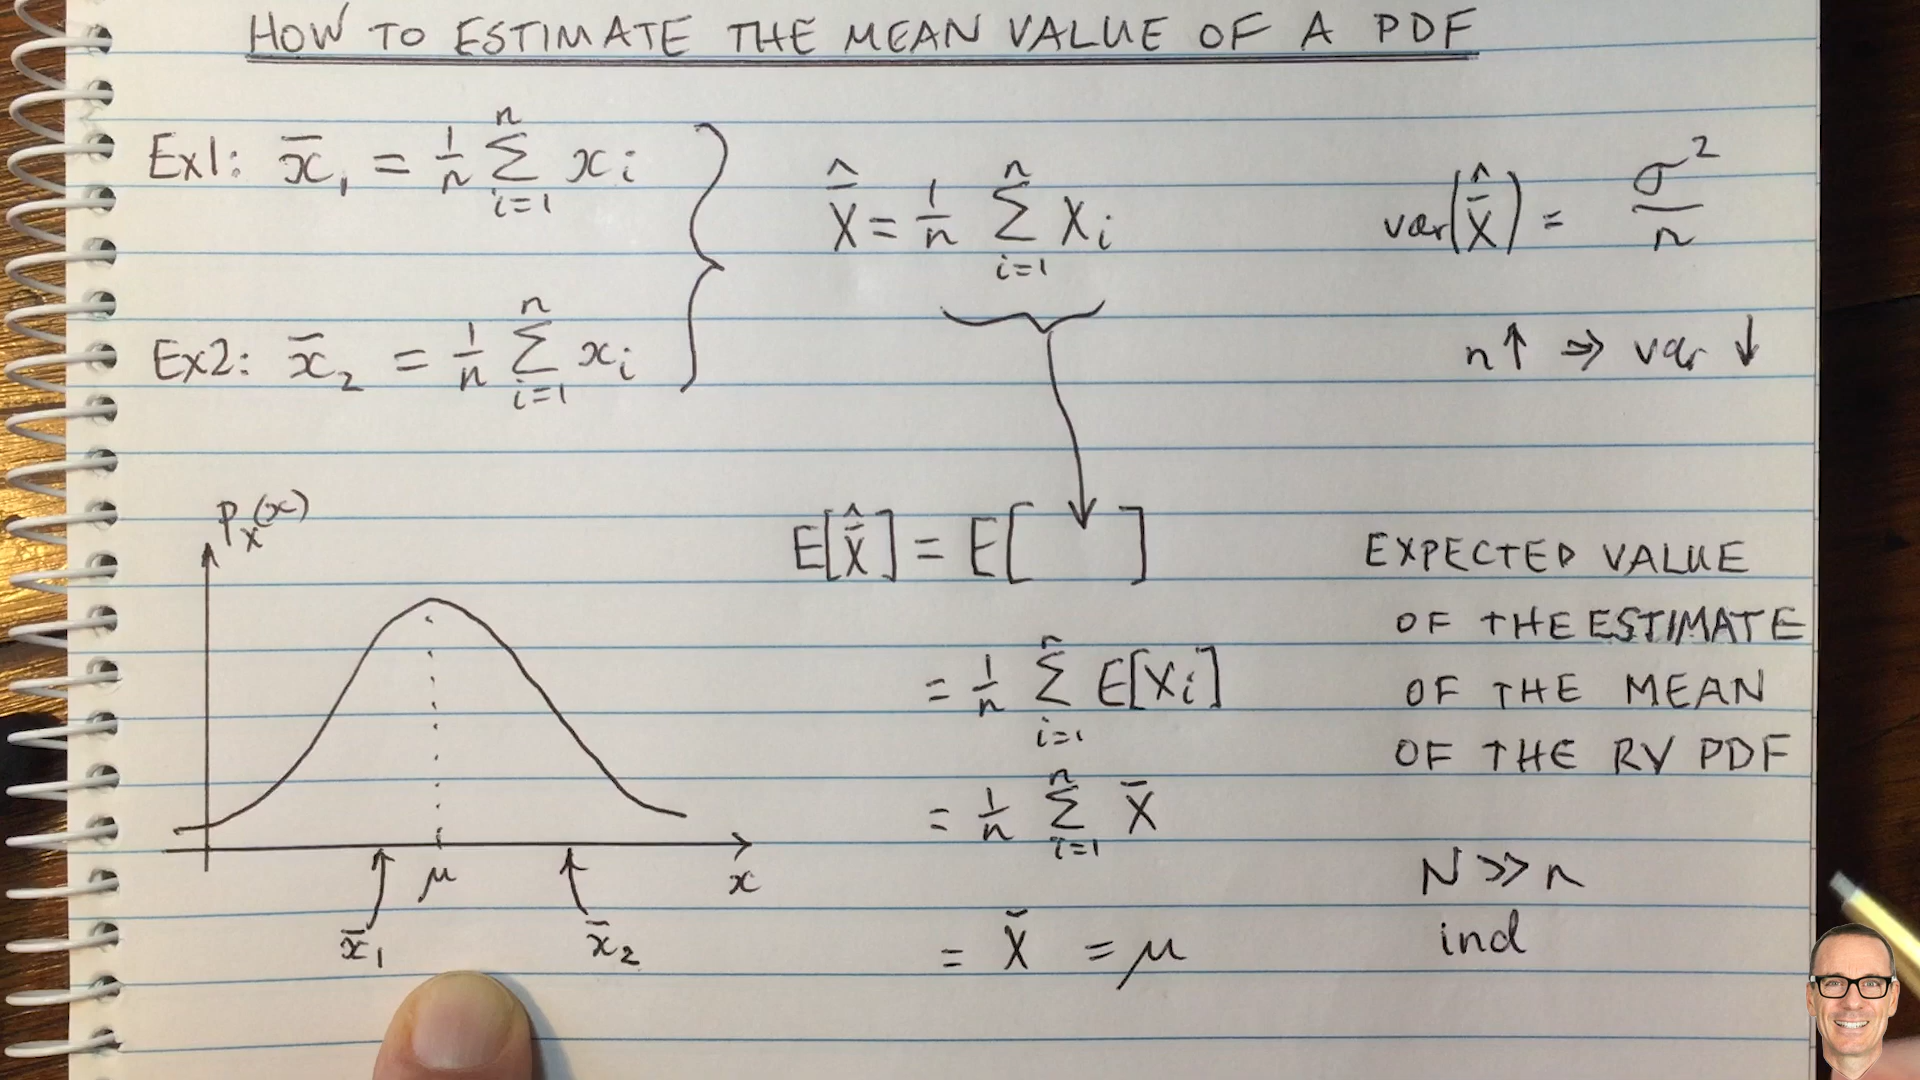 HOW TO ESTIMATE THE MEAN VALUE OF A PDF
Ex1: x̄₁ = 1/n Σ_{i=1}^{n} xᵢ
Ex2: x̄₂ = 1/n Σ_{i=1}^{n} xᵢ
X̄̂ = 1/n Σ_{i=1}^{n} Xᵢ
var(X̄̂) = σ²/n
n↑ ⇒ var ↓
p_X(x)
μ
x
x̄₁
x̄₂
E[X̄̂] = E[ ]
= 1/n Σ_{i=1}^{n} E[Xᵢ]
= 1/n Σ_{i=1}^{n} X̄
= X̄ = μ
EXPECTED VALUE
OF THE ESTIMATE
OF THE MEAN
OF THE RV PDF
N >> n
ind